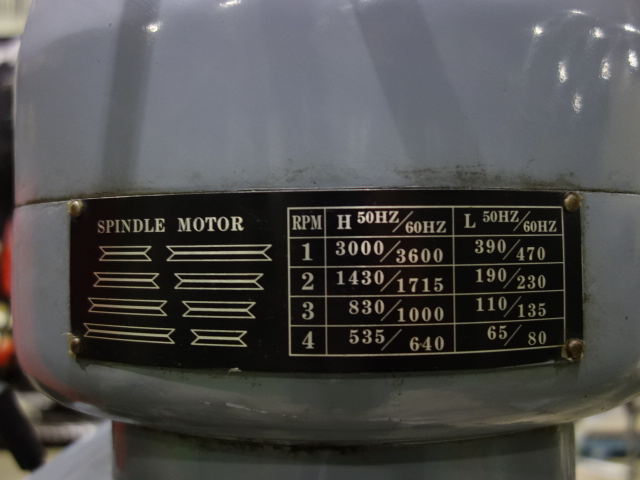 SPINDLE MOTOR
RPM H 50HZ/60HZ L 50HZ/60HZ
1 3000/3600 390/470
2 1430/1715 190/230
3 830/1000 110/135
4 535/640 65/80